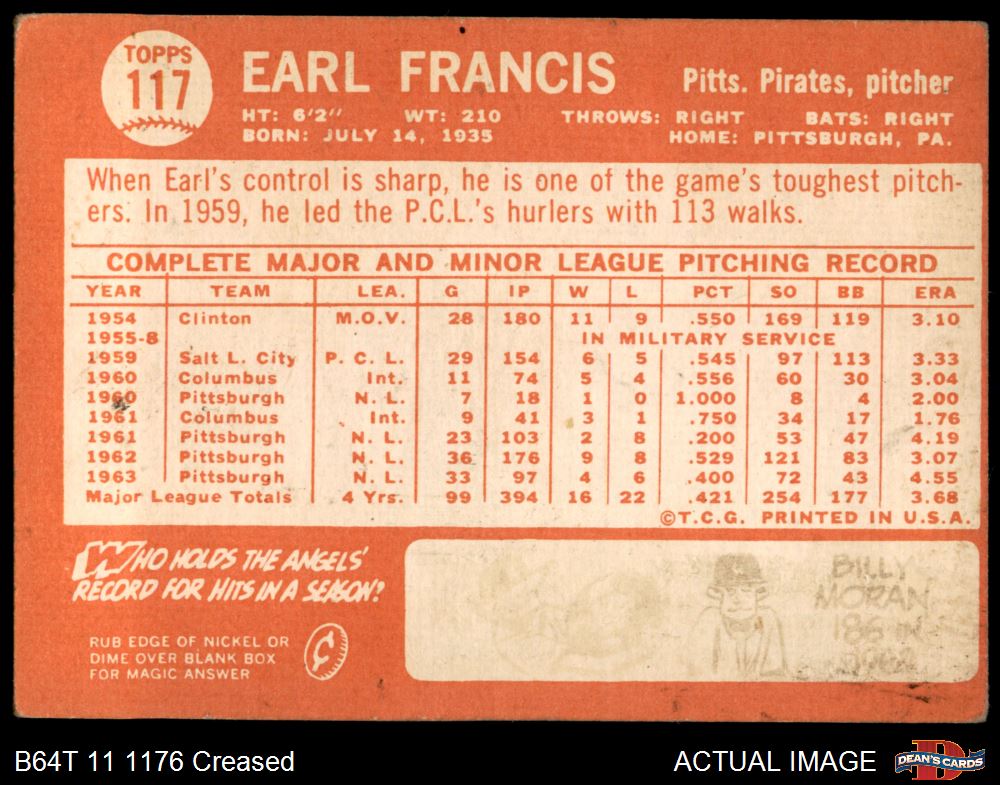 TOPPS
117
EARL FRANCIS
Pitts. Pirates, pitcher
HT: 6'2" WT: 210 THROWS: RIGHT BATS: RIGHT
BORN: JULY 14, 1935 HOME: PITTSBURGH, PA.
When Earl's control is sharp, he is one of the game's toughest pitch-
ers. In 1959, he led the P.C.L.'s hurlers with 113 walks.
COMPLETE MAJOR AND MINOR LEAGUE PITCHING RECORD
YEAR TEAM LEA. G IP W L PCT SO BB ERA
1954 Clinton M.O.V. 28 180 11 9 .550 169 119 3.10
1955-8 IN MILITARY SERVICE
1959 Salt L. City P. C. L. 29 154 6 5 .545 97 113 3.33
1960 Columbus Int. 11 74 5 4 .556 60 30 3.04
1960 Pittsburgh N. L. 7 18 1 0 1.000 8 4 2.00
1961 Columbus Int. 9 41 3 1 .750 34 17 1.76
1961 Pittsburgh N. L. 23 103 2 8 .200 53 47 4.19
1962 Pittsburgh N. L. 36 176 9 8 .529 121 83 3.07
1963 Pittsburgh N. L. 33 97 4 6 .400 72 43 4.55
Major League Totals 4 Yrs. 99 394 16 22 .421 254 177 3.68
©T.C.G. PRINTED IN U.S.A.
WHO HOLDS THE ANGELS'
RECORD FOR HITS IN A SEASON?
RUB EDGE OF NICKEL OR
DIME OVER BLANK BOX
FOR MAGIC ANSWER
¢
BILLY
MORAN
186 IN
1962
B64T 11 1176 Creased
ACTUAL IMAGE
D
DEAN'S CARDS